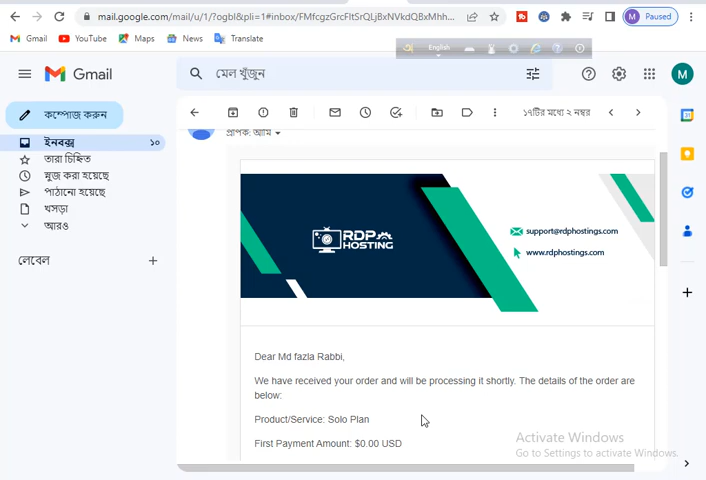 mail.google.com/mail/u/1/?ogbl&pli=1#inbox/FMfcgzGrcFltSrQLjBxNVkdQBxMhh...
M Paused
Gmail YouTube Maps News Translate
English
Gmail
মেল খুঁজুন
M
কম্পোজ করুন
১৭টির মধ্যে ২ নম্বর
ইনবক্স ১০
প্রাপক: আমি
তারা চিহ্নিত
স্নুজ করা হয়েছে
পাঠানো হয়েছে
খসড়া
আরও
লেবেল
RDP
HOSTING
support@rdphostings.com
www.rdphostings.com
Dear Md fazla Rabbi,
We have received your order and will be processing it shortly. The details of the order are
below:
Product/Service: Solo Plan
First Payment Amount: $0.00 USD
Activate Windows
Go to Settings to activate Windows.